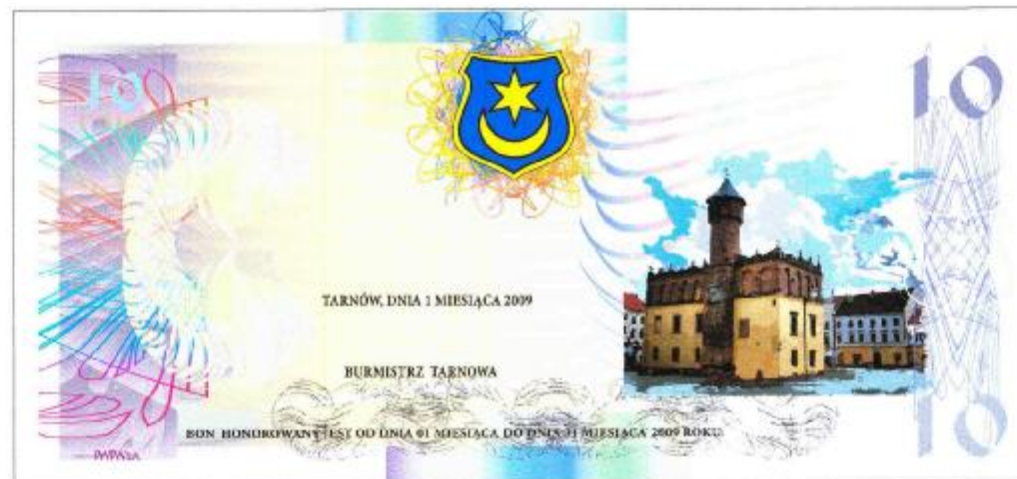 10
10
TARNÓW, DNIA 1 MIESIĄCA 2009
BURMISTRZ TARNOWA
BON HONOROWANY JEST OD DNIA 01 MIESIĄCA DO DNIA 31 MIESIĄCA 2009 ROKU
10